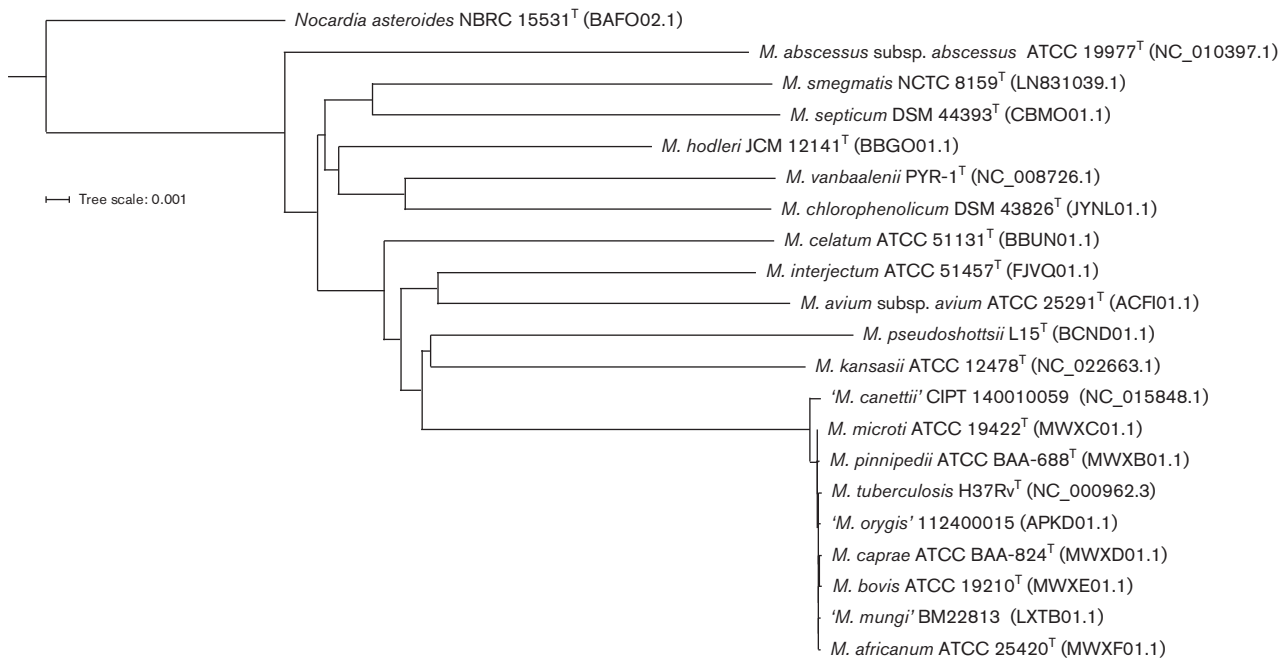 Nocardia asteroides NBRC 15531ᵀ (BAFO02.1)
M. abscessus subsp. abscessus ATCC 19977ᵀ (NC_010397.1)
M. smegmatis NCTC 8159ᵀ (LN831039.1)
M. septicum DSM 44393ᵀ (CBMO01.1)
M. hodleri JCM 12141ᵀ (BBGO01.1)
M. vanbaalenii PYR-1ᵀ (NC_008726.1)
Tree scale: 0.001
M. chlorophenolicum DSM 43826ᵀ (JYNL01.1)
M. celatum ATCC 51131ᵀ (BBUN01.1)
M. interjectum ATCC 51457ᵀ (FJVQ01.1)
M. avium subsp. avium ATCC 25291ᵀ (ACFI01.1)
M. pseudoshottsii L15ᵀ (BCND01.1)
M. kansasii ATCC 12478ᵀ (NC_022663.1)
‘M. canettii’ CIPT 140010059 (NC_015848.1)
M. microti ATCC 19422ᵀ (MWXC01.1)
M. pinnipedii ATCC BAA-688ᵀ (MWXB01.1)
M. tuberculosis H37Rvᵀ (NC_000962.3)
‘M. orygis’ 112400015 (APKD01.1)
M. caprae ATCC BAA-824ᵀ (MWXD01.1)
M. bovis ATCC 19210ᵀ (MWXE01.1)
‘M. mungi’ BM22813 (LXTB01.1)
M. africanum ATCC 25420ᵀ (MWXF01.1)